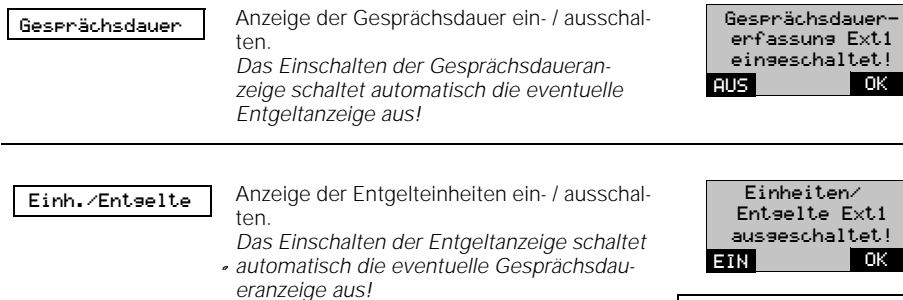 Gesprächsdauer
Anzeige der Gesprächsdauer ein- / ausschal-
ten.
Das Einschalten der Gesprächsdaueran-
zeige schaltet automatisch die eventuelle
Entgeltanzeige aus!
Gesprächsdauer-
erfassung Ext1
eingeschaltet!
AUS OK
Einh./Entgelte
Anzeige der Entgelteinheiten ein- / ausschal-
ten.
Das Einschalten der Entgeltanzeige schaltet
automatisch die eventuelle Gesprächsdau-
eranzeige aus!
Einheiten/
Entgelte Ext1
ausgeschaltet!
EIN OK